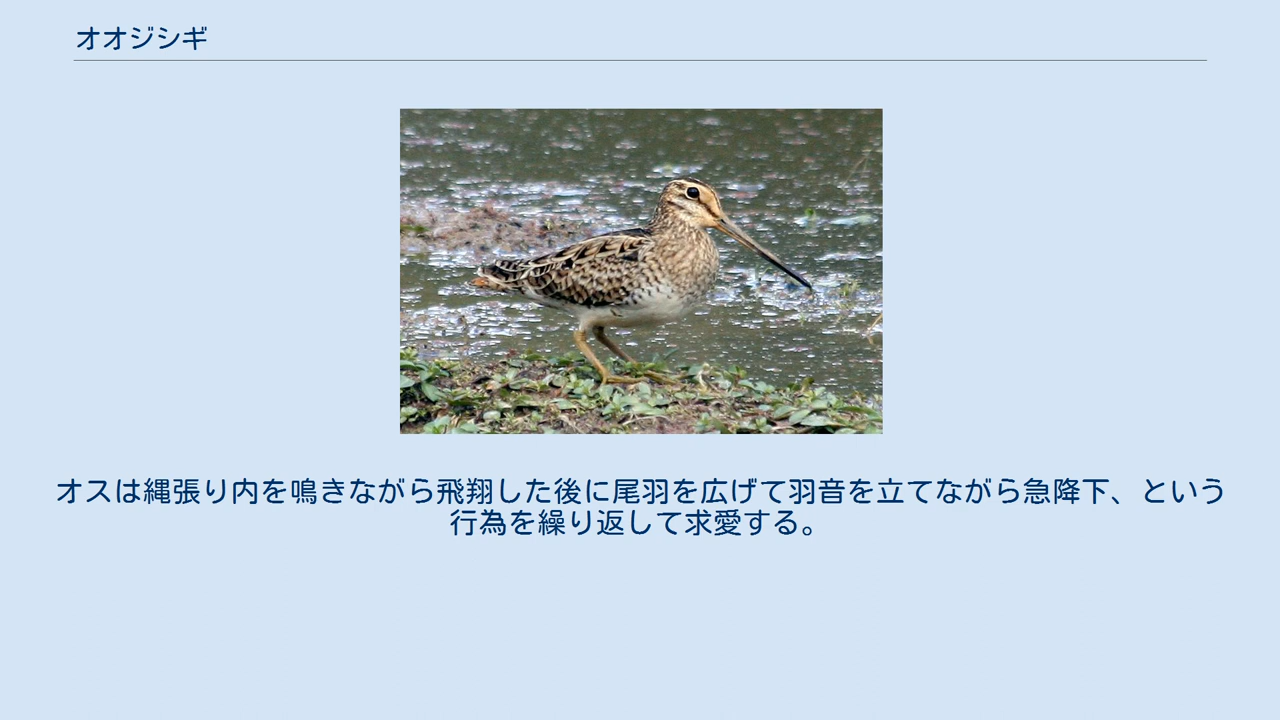 オオジシギ
オスは縄張り内を鳴きながら飛翔した後に尾羽を広げて羽音を立てながら急降下、という
行為を繰り返して求愛する。